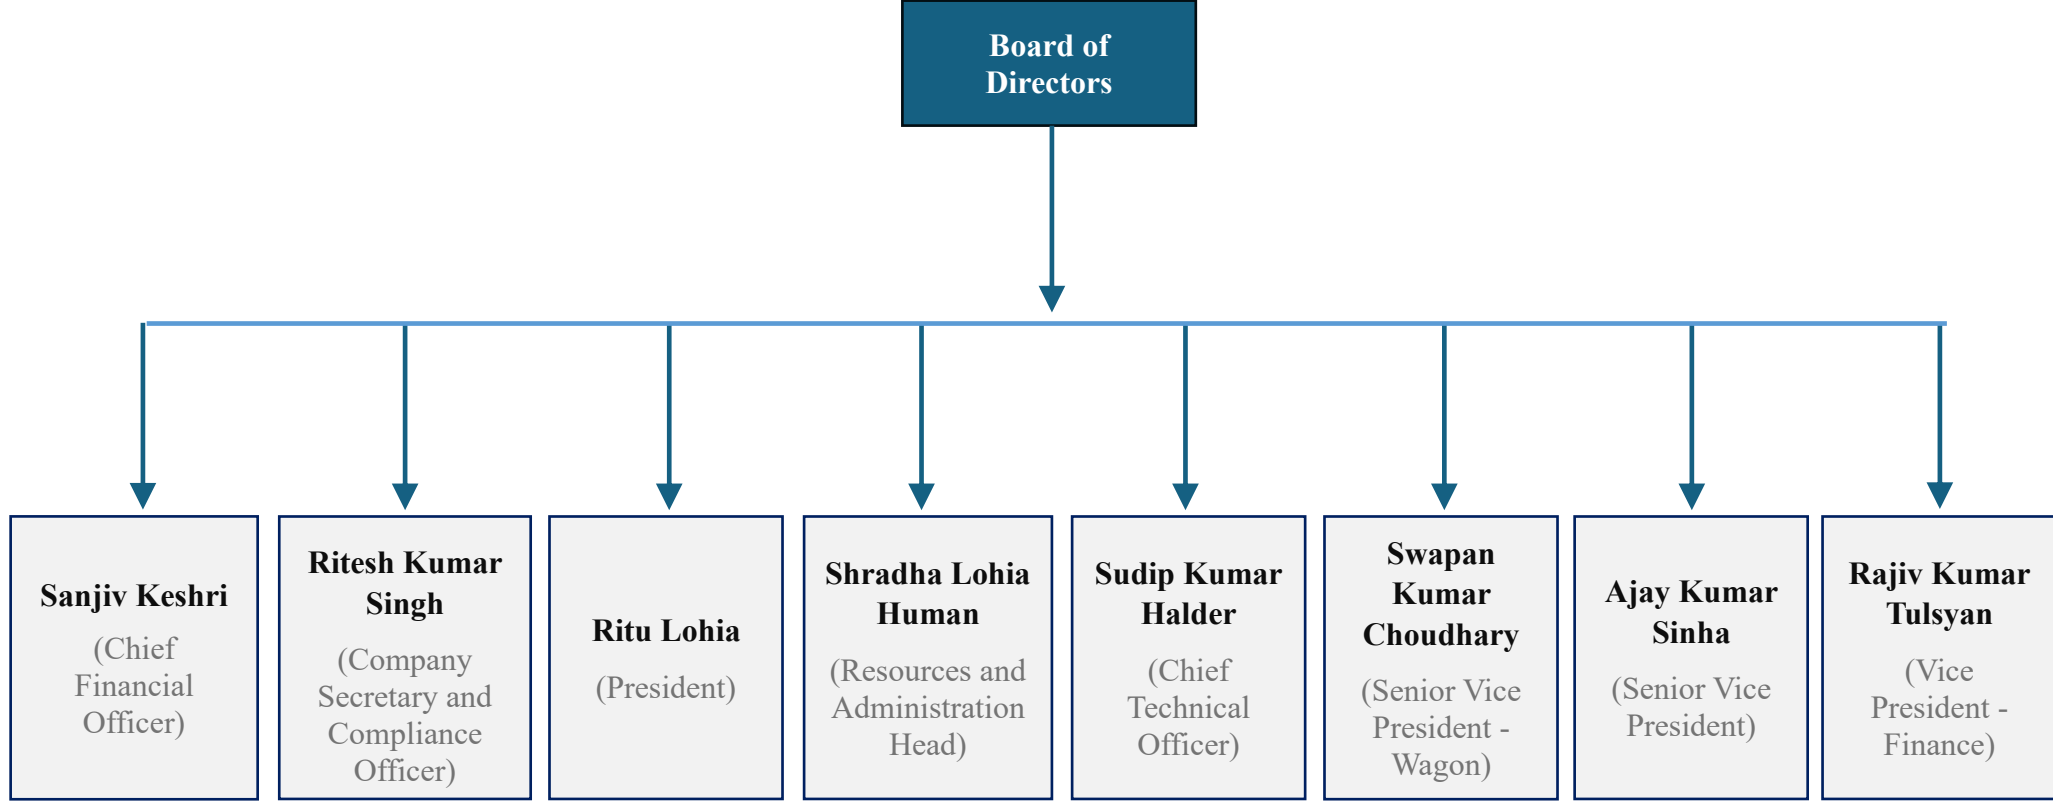 Board of
Directors
Sanjiv Keshri
(Chief
Financial
Officer)
Ritesh Kumar
Singh
(Company
Secretary and
Compliance
Officer)
Ritu Lohia
(President)
Shradha Lohia
Human
(Resources and
Administration
Head)
Sudip Kumar
Halder
(Chief
Technical
Officer)
Swapan
Kumar
Choudhary
(Senior Vice
President -
Wagon)
Ajay Kumar
Sinha
(Senior Vice
President)
Rajiv Kumar
Tulsyan
(Vice
President -
Finance)